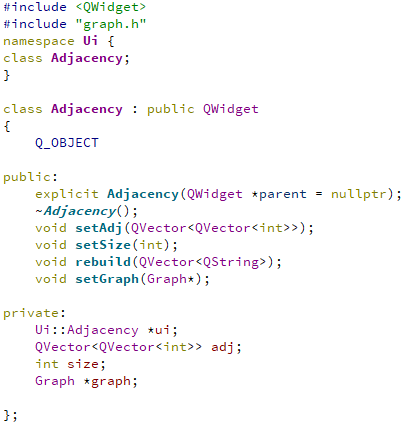 #include <QWidget>
#include "graph.h"
namespace Ui {
class Adjacency;
}

class Adjacency : public QWidget
{
    Q_OBJECT

public:
    explicit Adjacency(QWidget *parent = nullptr);
    ~Adjacency();
    void setAdj(QVector<QVector<int>>);
    void setSize(int);
    void rebuild(QVector<QString>);
    void setGraph(Graph*);

private:
    Ui::Adjacency *ui;
    QVector<QVector<int>> adj;
    int size;
    Graph *graph;

};